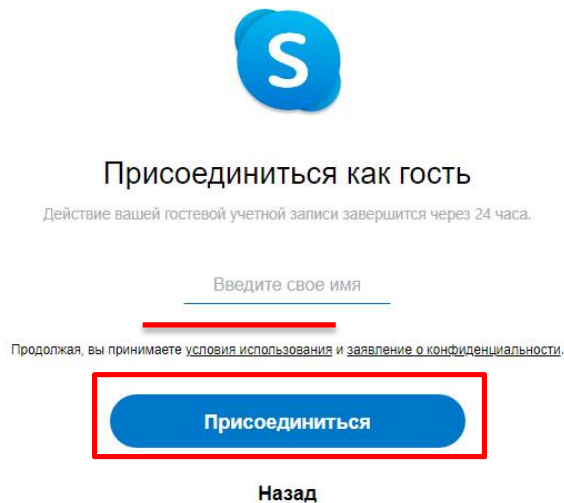 S
Присоединиться как гость
Действие вашей гостевой учетной записи завершится через 24 часа.
Введите свое имя
Продолжая, вы принимаете условия использования и заявление о конфиденциальности.
Присоединиться
Назад